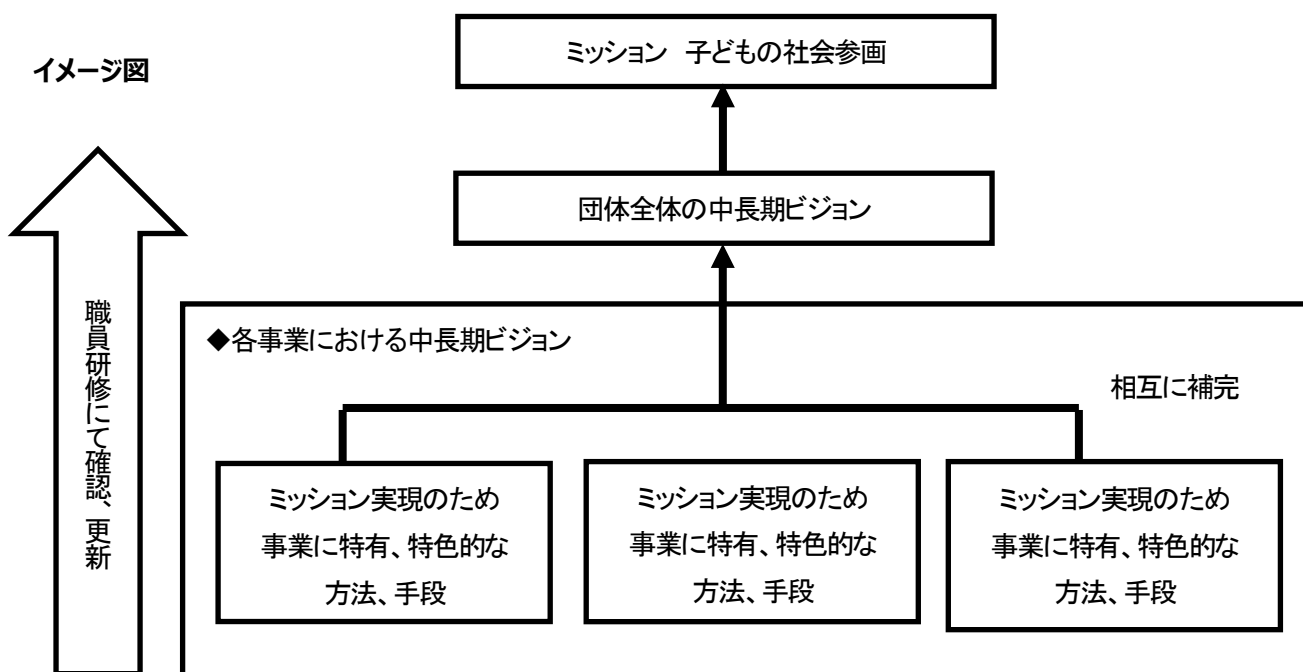 イメージ図
ミッション 子どもの社会参画
団体全体の中長期ビジョン
職員研修にて確認、更新
◆各事業における中長期ビジョン
相互に補完
ミッション実現のため
事業に特有、特色的な
方法、手段
ミッション実現のため
事業に特有、特色的な
方法、手段
ミッション実現のため
事業に特有、特色的な
方法、手段